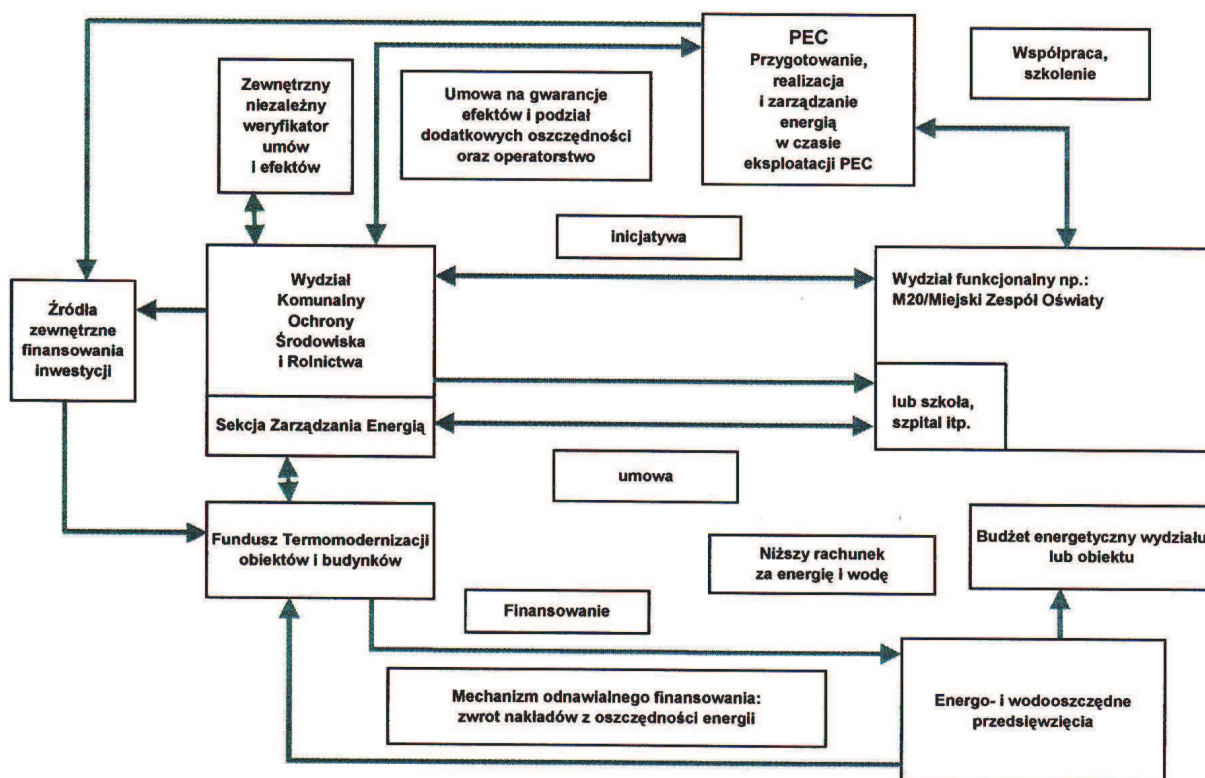 PEC
Przygotowanie,
realizacja
i zarządzanie
energią
w czasie
eksploatacji PEC
Współpraca,
szkolenie
Zewnętrzny
niezależny
weryfikator
umów
i efektów
Umowa na gwarancje
efektów i podział
dodatkowych oszczędności
oraz operatorstwo
inicjatywa
Źródła
zewnętrzne
finansowania
inwestycji
Wydział
Komunalny
Ochrony
Środowiska
i Rolnictwa
Sekcja Zarządzania Energią
Wydział funkcjonalny np.:
M20/Miejski Zespół Oświaty
lub szkoła,
szpital itp.
umowa
Fundusz Termomodernizacji
obiektów i budynków
Niższy rachunek
za energię i wodę
Budżet energetyczny wydziału
lub obiektu
Finansowanie
Mechanizm odnawialnego finansowania:
zwrot nakładów z oszczędności energii
Energo- i wodooszczędne
przedsięwzięcia